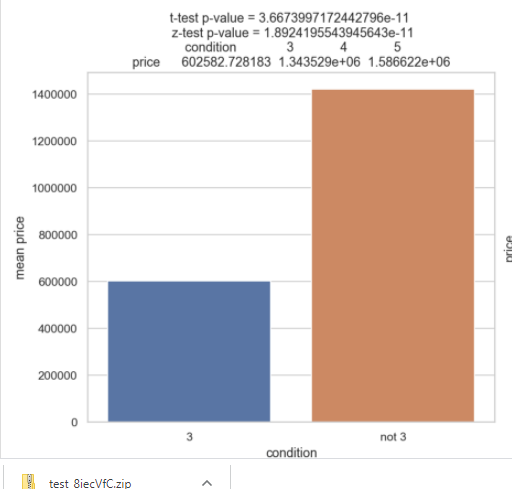 t-test p-value = 3.6673997172442796e-11
z-test p-value = 1.8924195543945643e-11
condition 3 4 5
price 602582.728183 1.343529e+06 1.586622e+06
1400000
1200000
1000000
800000
600000
400000
200000
0
mean price
price
3 not 3
condition
test_8iecVfC.zip